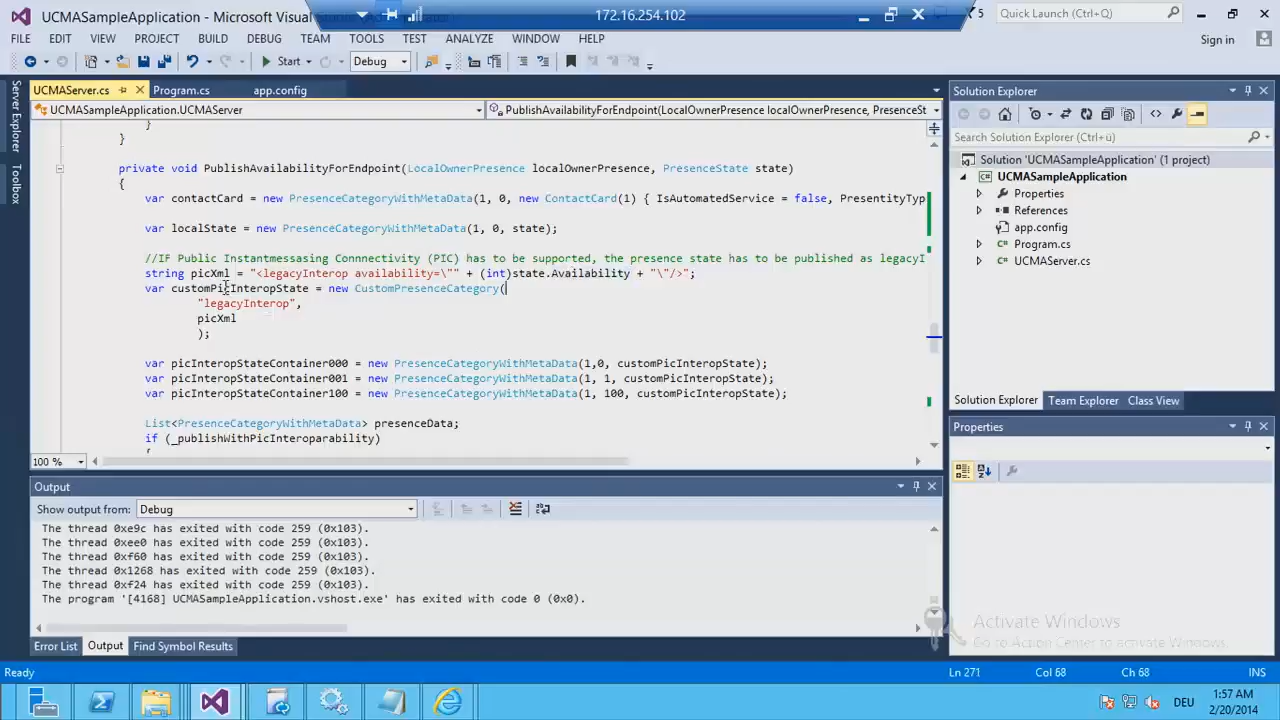 UCMASampleApplication - Microsoft Visual
172.16.254.102
5
Quick Launch (Ctrl+Q)
FILE EDIT VIEW PROJECT BUILD DEBUG TEAM TOOLS TEST ANALYZE WINDOW HELP
Sign in
Start
Debug
Server Explorer
Toolbox
UCMAServer.cs
Program.cs
app.config
UCMASampleApplication.UCMAServer
PublishAvailabilityForEndpoint(LocalOwnerPresence localOwnerPresence, PresenceSt
}
}
private void PublishAvailabilityForEndpoint(LocalOwnerPresence localOwnerPresence, PresenceState state)
{
var contactCard = new PresenceCategoryWithMetaData(1, 0, new ContactCard(1) { IsAutomatedService = false, PresentityTyp
var localState = new PresenceCategoryWithMetaData(1, 0, state);
//IF Public Instantmessasing Connnectivity (PIC) has to be supported, the presence state has to be published as legacyI
string picXml = "<legacyInterop availability=\"" + (int)state.Availability + "\"/>";
var customPicInteropState = new CustomPresenceCategory(
"legacyInterop",
picXml
);
var picInteropStateContainer000 = new PresenceCategoryWithMetaData(1,0, customPicInteropState);
var picInteropStateContainer001 = new PresenceCategoryWithMetaData(1, 1, customPicInteropState);
var picInteropStateContainer100 = new PresenceCategoryWithMetaData(1, 100, customPicInteropState);
List<PresenceCategoryWithMetaData> presenceData;
if (_publishWithPicInteroparability)
100 %
Output
Show output from: Debug
The thread 0xe9c has exited with code 259 (0x103).
The thread 0xee0 has exited with code 259 (0x103).
The thread 0xf60 has exited with code 259 (0x103).
The thread 0x1268 has exited with code 259 (0x103).
The thread 0xf24 has exited with code 259 (0x103).
The program '[4168] UCMASampleApplication.vshost.exe' has exited with code 0 (0x0).
Error List Output Find Symbol Results
Solution Explorer
Search Solution Explorer (Ctrl+ü)
Solution 'UCMASampleApplication' (1 project)
UCMASampleApplication
Properties
References
app.config
Program.cs
UCMAServer.cs
Solution Explorer Team Explorer Class View
Properties
Activate Windows
Go to Action Center to activate Windows.
Ready
Ln 271
Col 68
Ch 68
INS
DEU
1:57 AM
2/20/2014